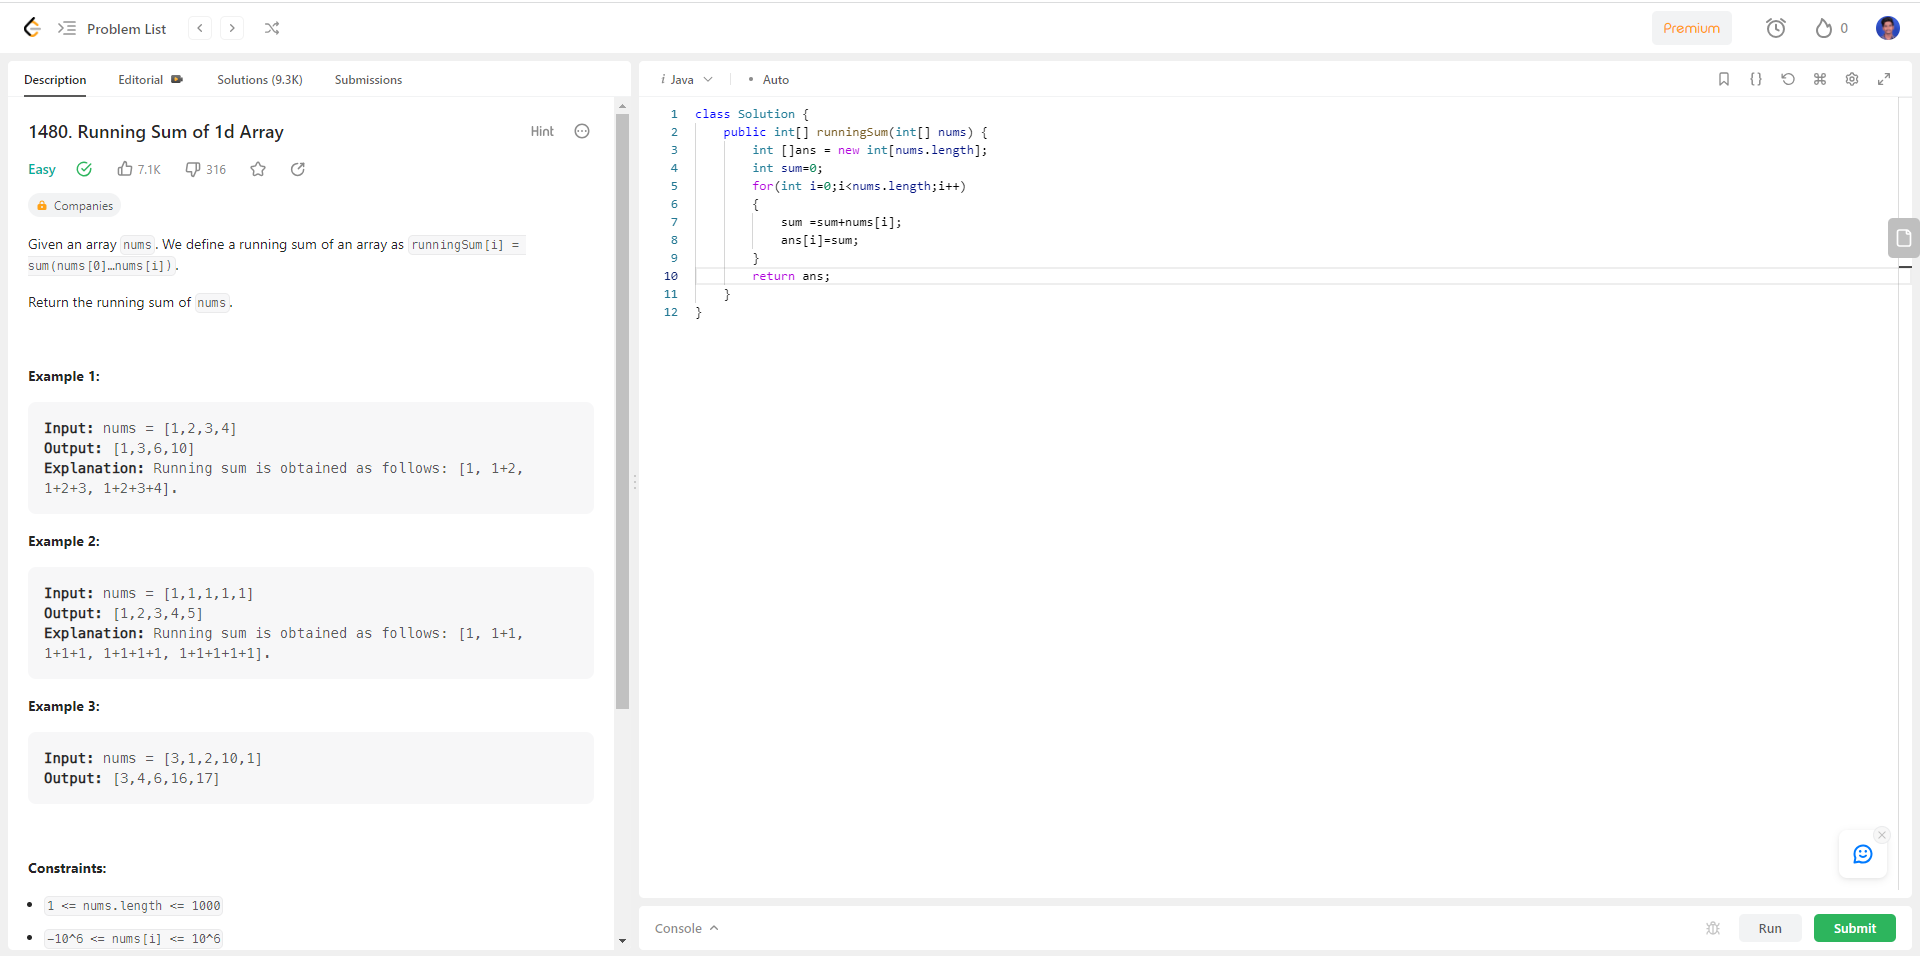 Problem List
Premium
0
Description Editorial Solutions (9.3K) Submissions
1480. Running Sum of 1d Array
Hint
Easy 7.1K 316
Companies
Given an array nums. We define a running sum of an array as runningSum[i] =
sum(nums[0]…nums[i]).
Return the running sum of nums.
Example 1:
Input: nums = [1,2,3,4]
Output: [1,3,6,10]
Explanation: Running sum is obtained as follows: [1, 1+2,
1+2+3, 1+2+3+4].
Example 2:
Input: nums = [1,1,1,1,1]
Output: [1,2,3,4,5]
Explanation: Running sum is obtained as follows: [1, 1+1,
1+1+1, 1+1+1+1, 1+1+1+1+1].
Example 3:
Input: nums = [3,1,2,10,1]
Output: [3,4,6,16,17]
Constraints:
• 1 <= nums.length <= 1000
• -10^6 <= nums[i] <= 10^6
i Java • Auto
{}
1 class Solution {
2 public int[] runningSum(int[] nums) {
3 int []ans = new int[nums.length];
4 int sum=0;
5 for(int i=0;i<nums.length;i++)
6 {
7 sum =sum+nums[i];
8 ans[i]=sum;
9 }
10 return ans;
11 }
12 }
Console
Run
Submit